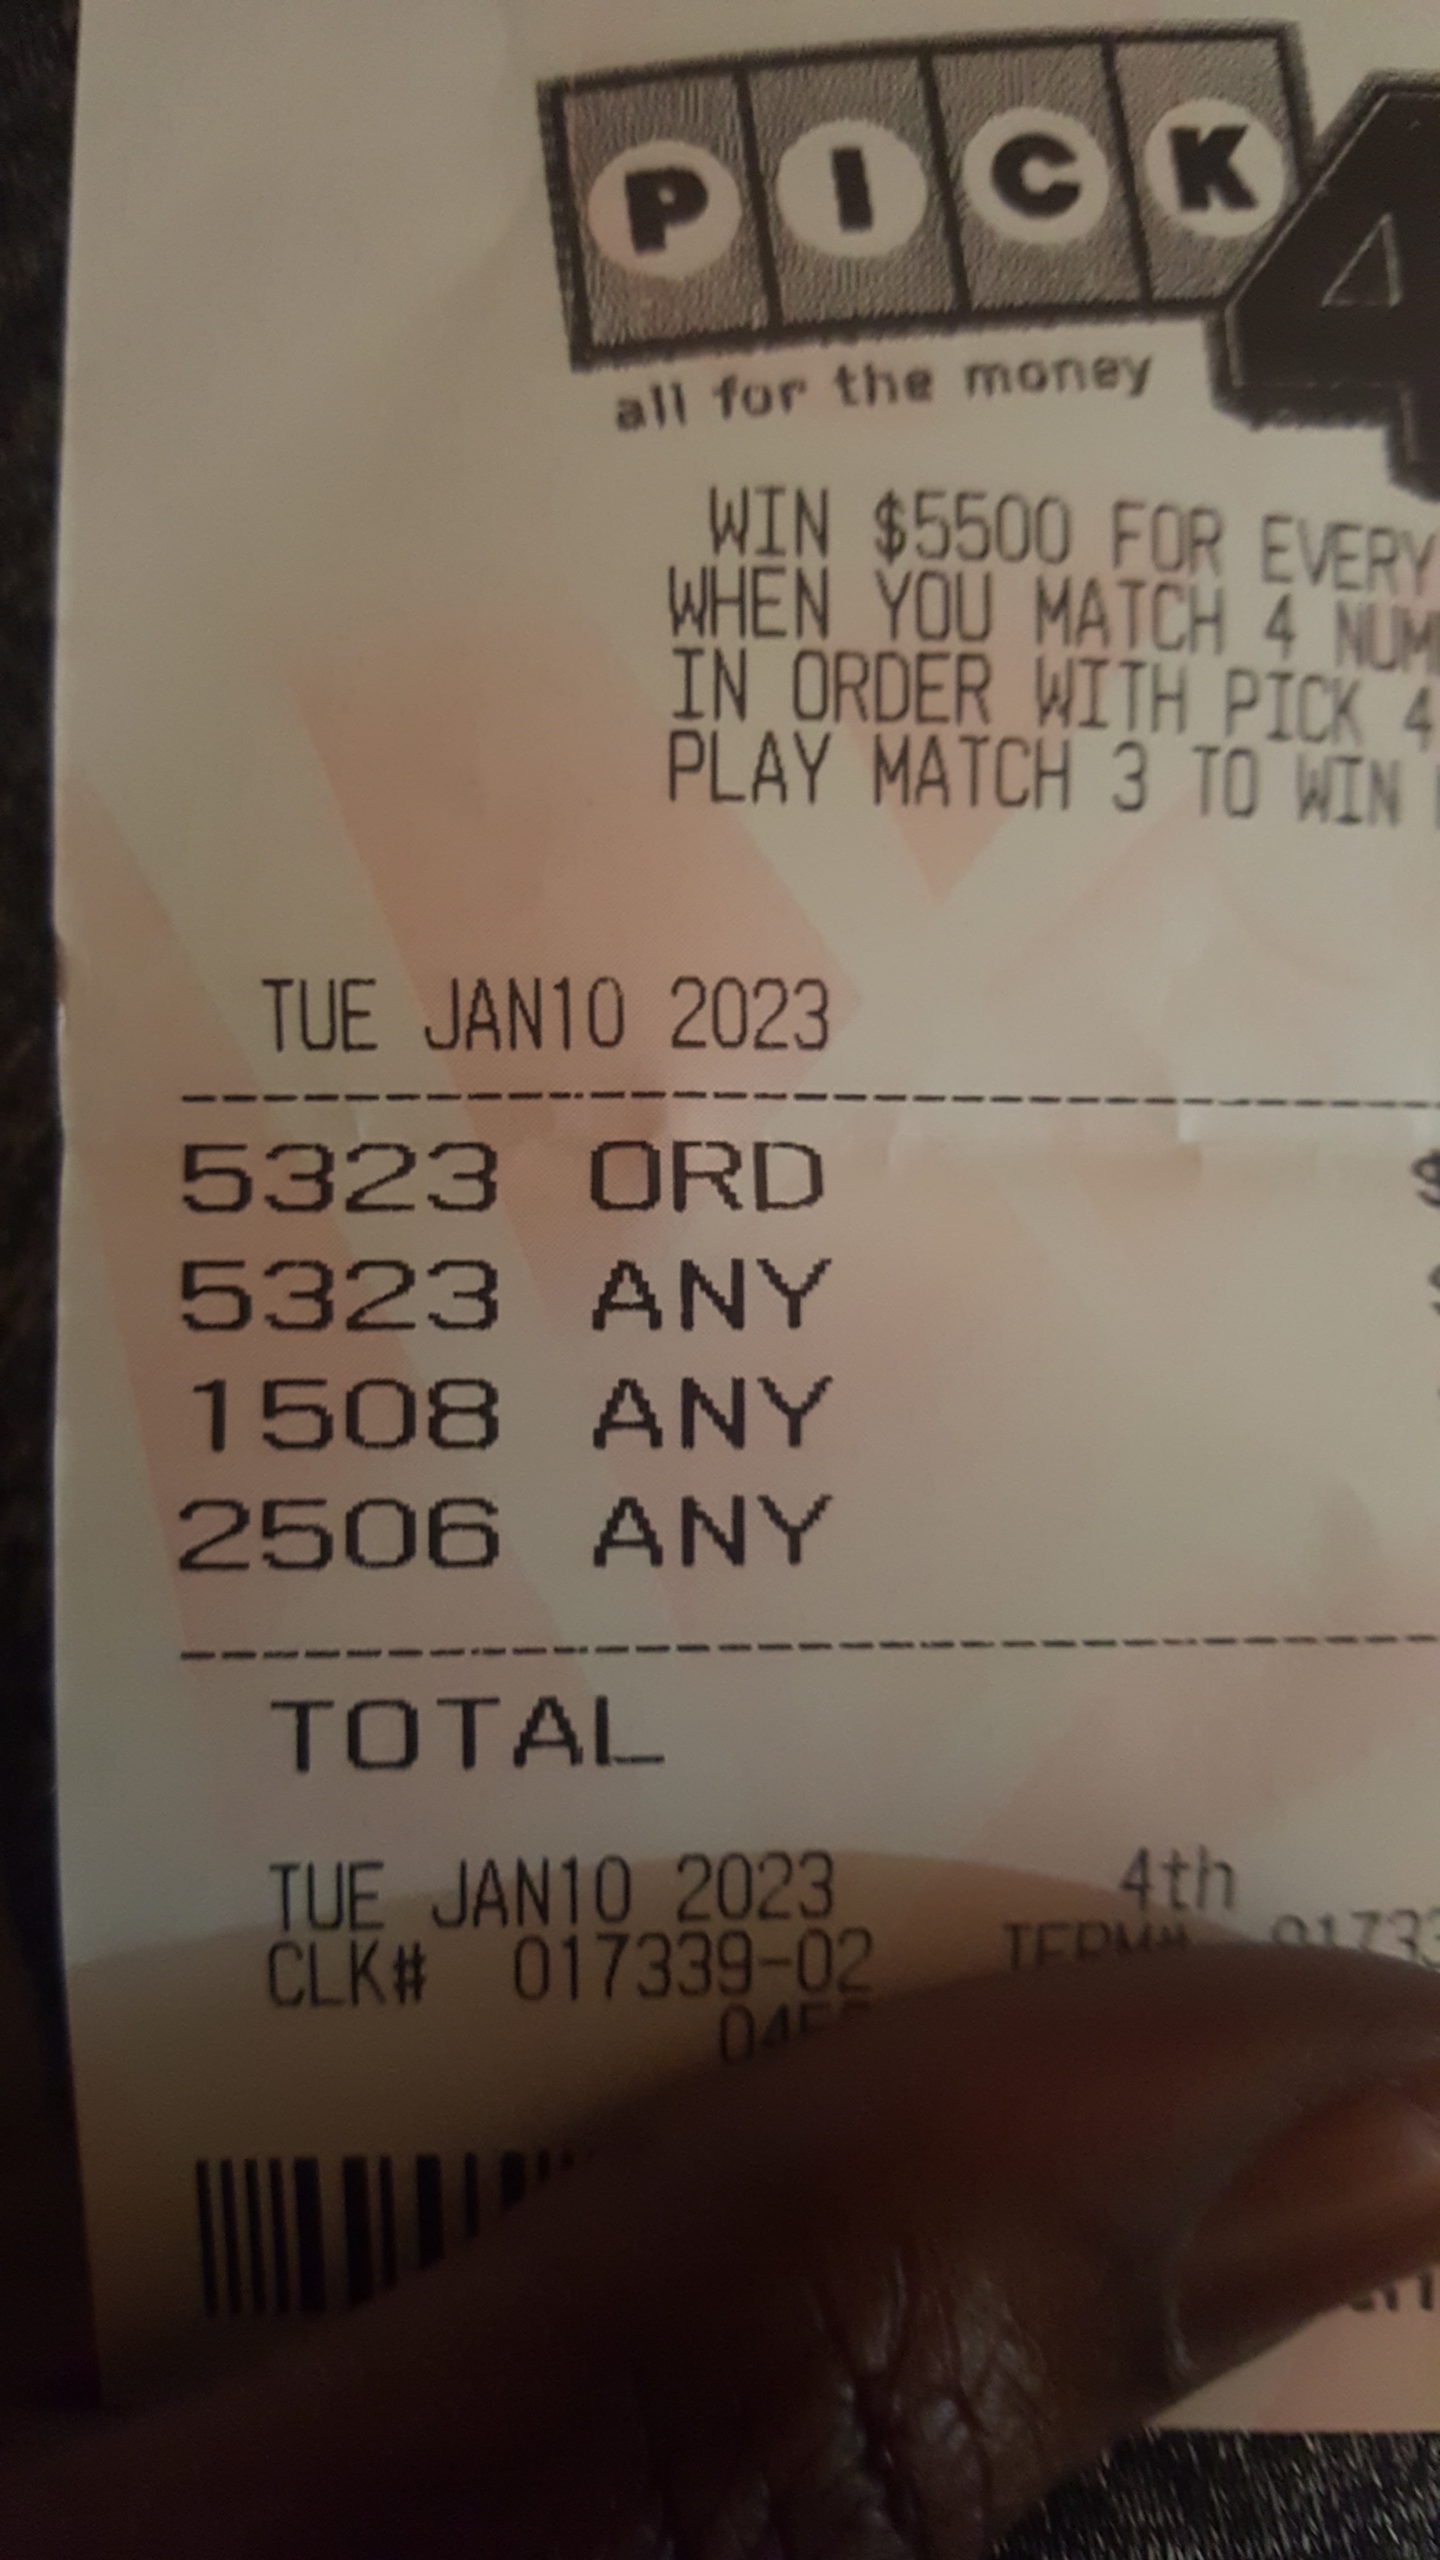 PICK 4
all for the money
WIN $5500 FOR EVERY
WHEN YOU MATCH 4
IN ORDER WITH PICK 4
PLAY MATCH 3 TO WIN
TUE JAN10 2023
5323 ORD $
5323 ANY
1508 ANY
2506 ANY
TOTAL
TUE JAN10 2023 4th
CLK# 017339-02